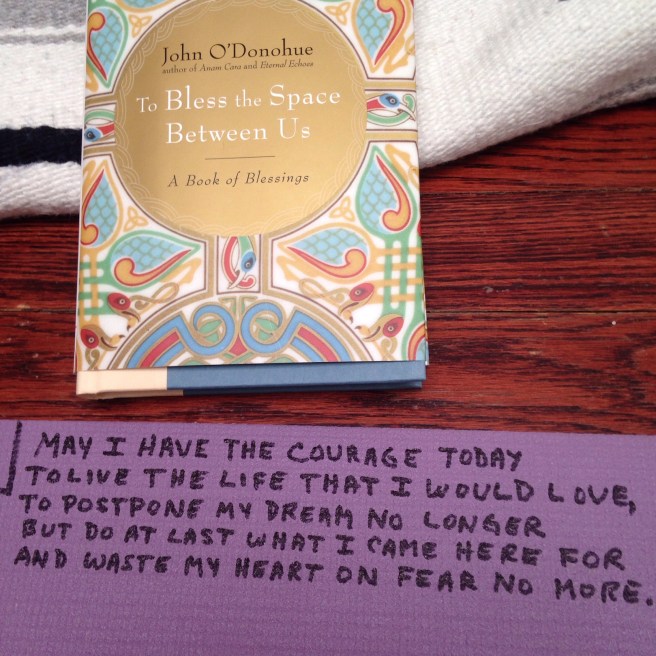 John O'Donohue
author of Anam Cara and Eternal Echoes
To Bless the Space
Between Us
A Book of Blessings
MAY I HAVE THE COURAGE TODAY
TO LIVE THE LIFE THAT I WOULD LOVE,
TO POSTPONE MY DREAM NO LONGER
BUT DO AT LAST WHAT I CAME HERE FOR
AND WASTE MY HEART ON FEAR NO MORE.